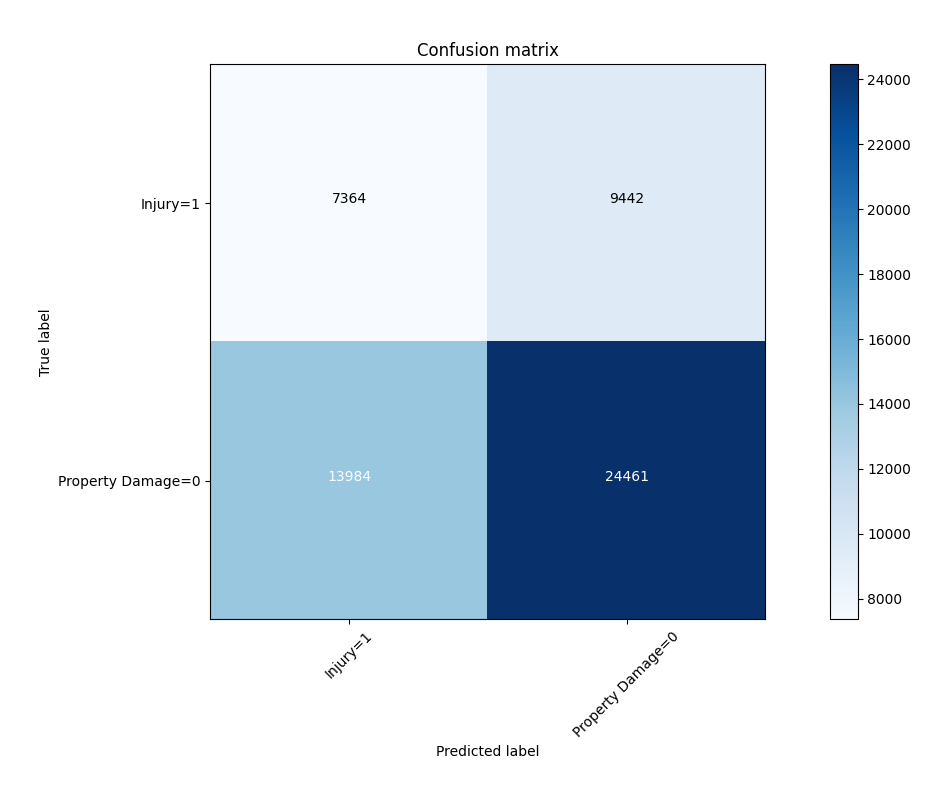 Confusion matrix
24000
22000
20000
18000
16000
14000
12000
10000
8000
Injury=1
7364
9442
True label
Property Damage=0
13984
24461
Injury=1
Property Damage=0
Predicted label